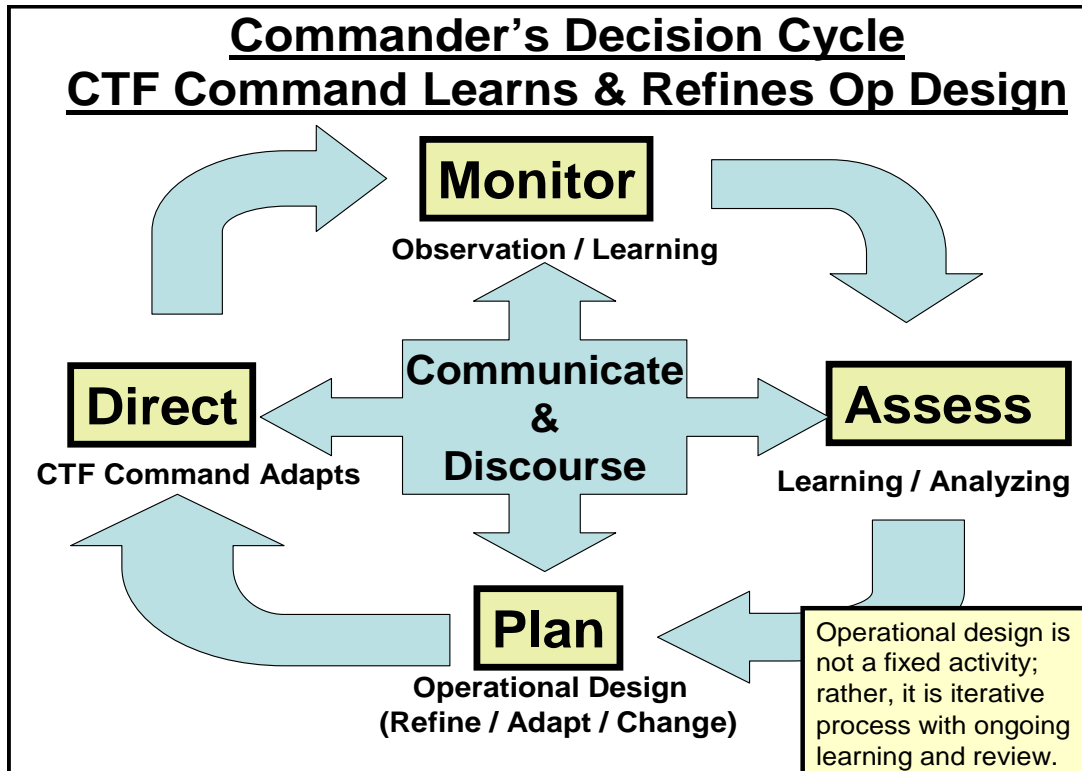 Commander’s Decision Cycle
CTF Command Learns & Refines Op Design
Monitor
Observation / Learning
Communicate
&
Discourse
Direct
CTF Command Adapts
Assess
Learning / Analyzing
Plan
Operational Design
(Refine / Adapt / Change)
Operational design is
not a fixed activity;
rather, it is iterative
process with ongoing
learning and review.